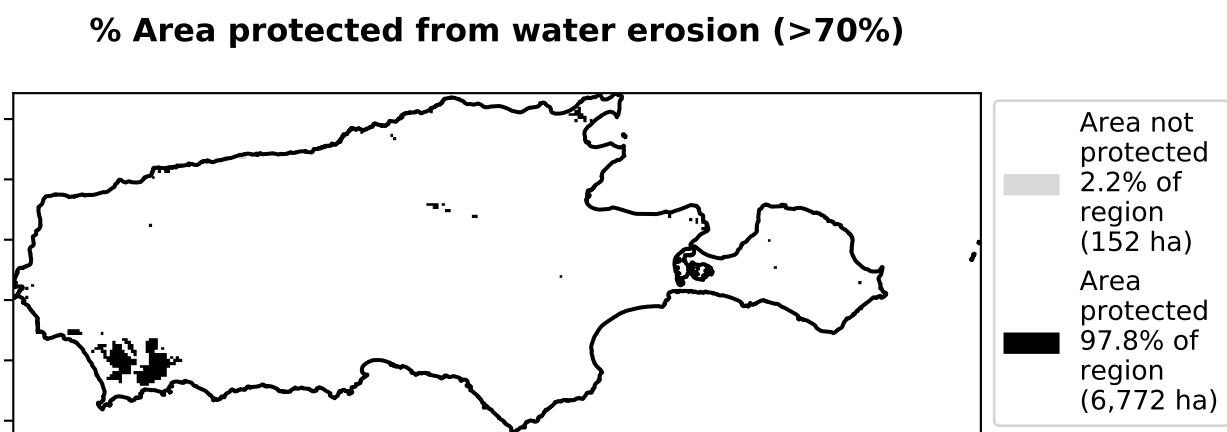 % Area protected from water erosion (>70%)
Area not
protected
2.2% of
region
(152 ha)
Area
protected
97.8% of
region
(6,772 ha)